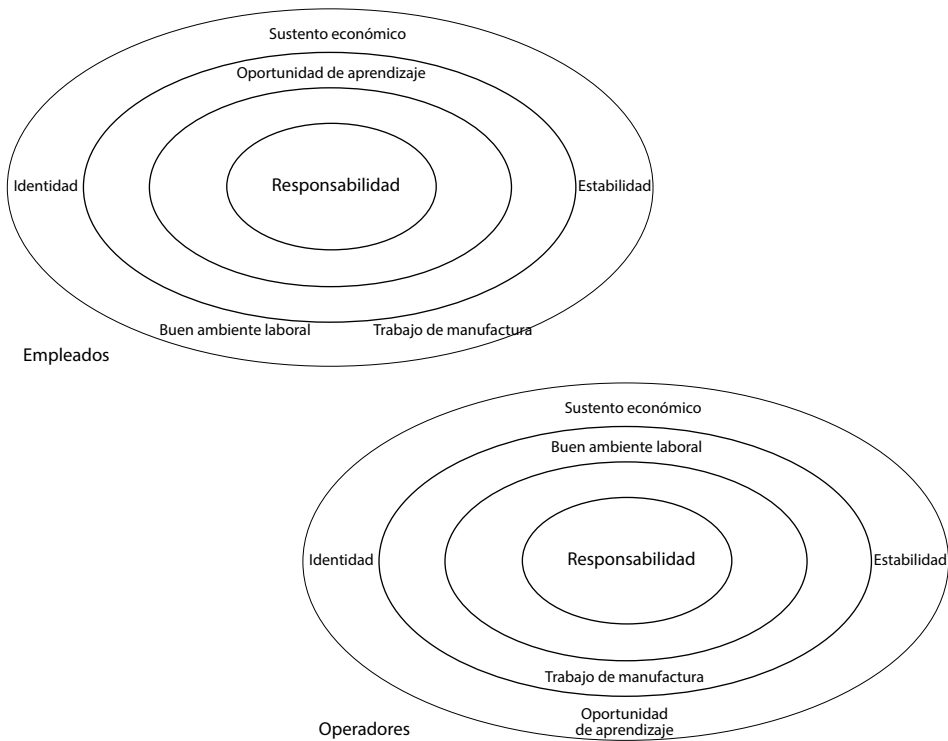 Sustento económico
Oportunidad de aprendizaje
Identidad
Responsabilidad
Estabilidad
Buen ambiente laboral
Trabajo de manufactura
Empleados
Sustento económico
Buen ambiente laboral
Identidad
Responsabilidad
Estabilidad
Trabajo de manufactura
Oportunidad
de aprendizaje
Operadores